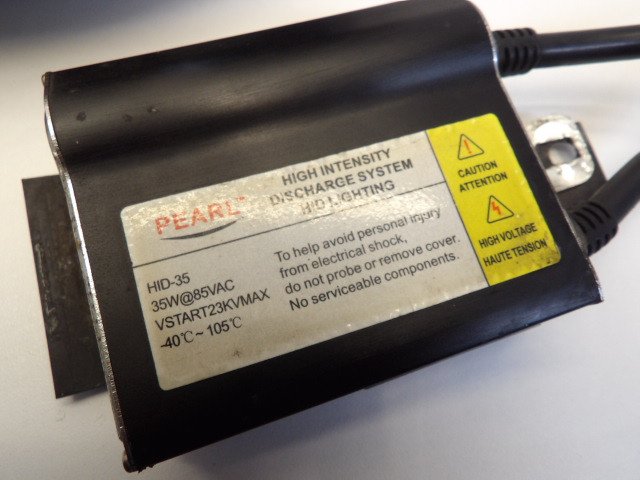 PEARL™
HIGH INTENSITY
DISCHARGE SYSTEM
HID LIGHTING
HID-35
35W@85VAC
VSTART23KVMAX
-40℃~105℃
To help avoid personal injury
from electrical shock,
do not probe or remove cover.
No serviceable components.
CAUTION
ATTENTION
HIGH VOLTAGE
HAUTE TENSION